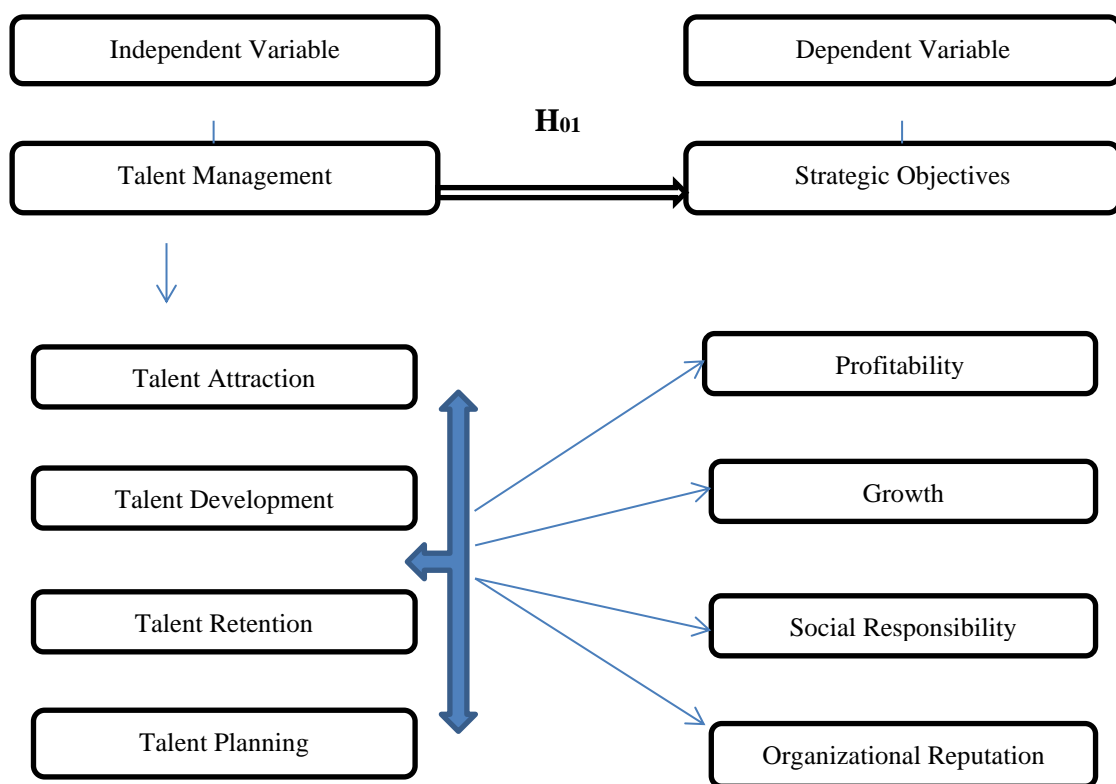 Independent Variable
Dependent Variable
H01
Talent Management
Strategic Objectives
Talent Attraction
Profitability
Talent Development
Growth
Talent Retention
Social Responsibility
Talent Planning
Organizational Reputation